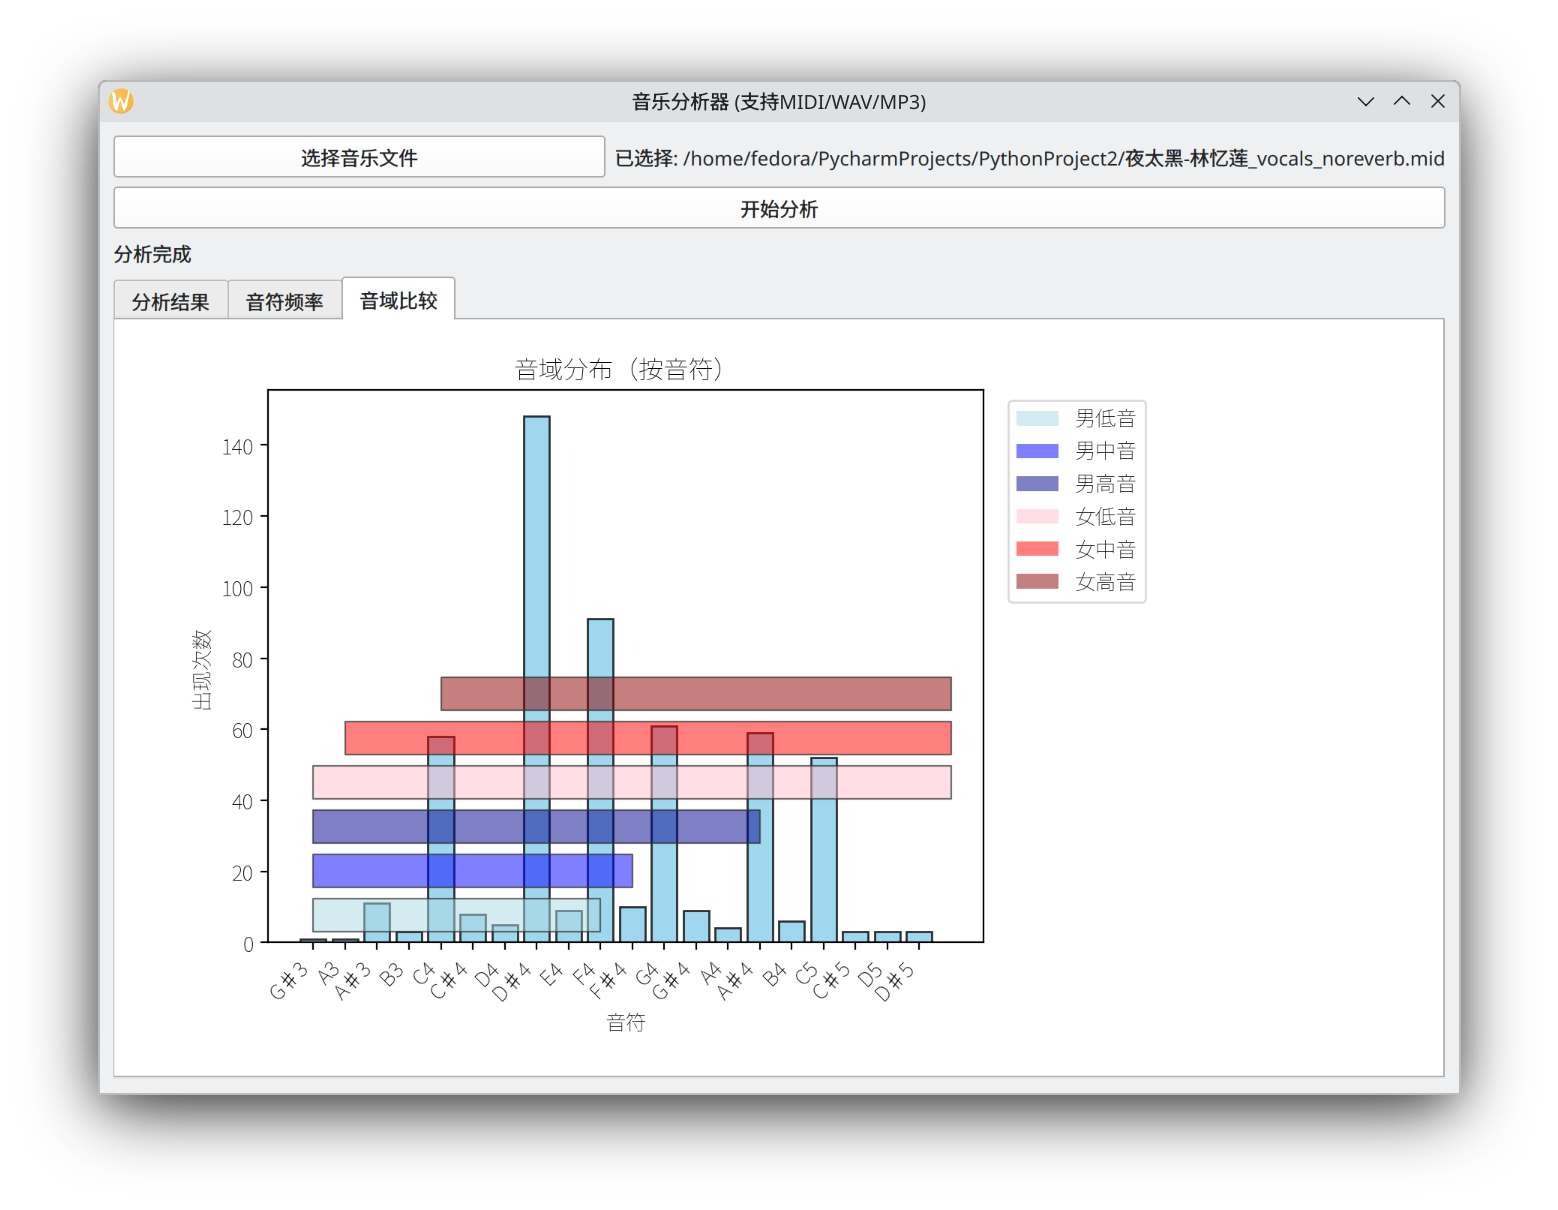 音乐分析器 (支持MIDI/WAV/MP3)
选择音乐文件
已选择: /home/fedora/PycharmProjects/PythonProject2/夜太黑-林忆莲_vocals_noreverb.mid
开始分析
分析完成
分析结果
音符频率
音域比较
音域分布（按音符）
出现次数
140
120
100
80
60
40
20
0
G#3
A3
A#3
B3
C4
C#4
D4
D#4
E4
F4
F#4
G4
G#4
A4
A#4
B4
C5
C#5
D5
D#5
音符
男低音
男中音
男高音
女低音
女中音
女高音